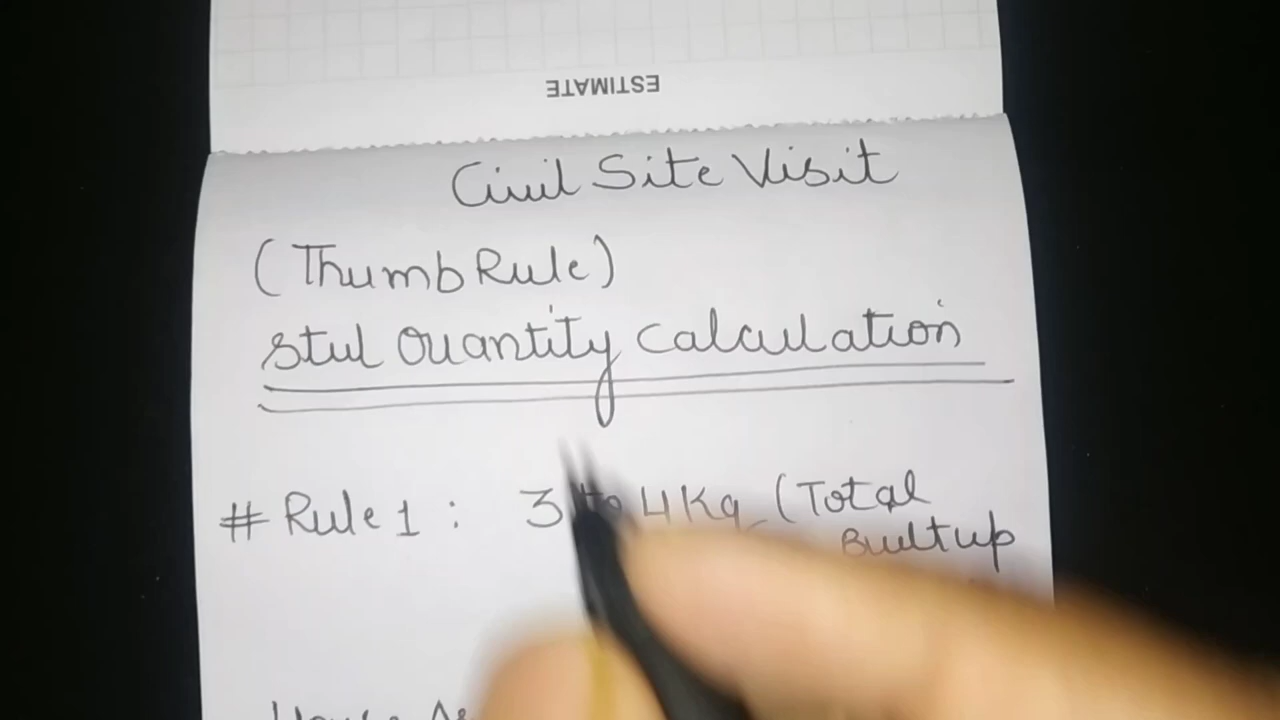 ESTIMATE
Civil Site Visit
(Thumb Rule)
Steel Quantity Calculation
# Rule 1 : 3 to 4 Kg (Total
Builtup